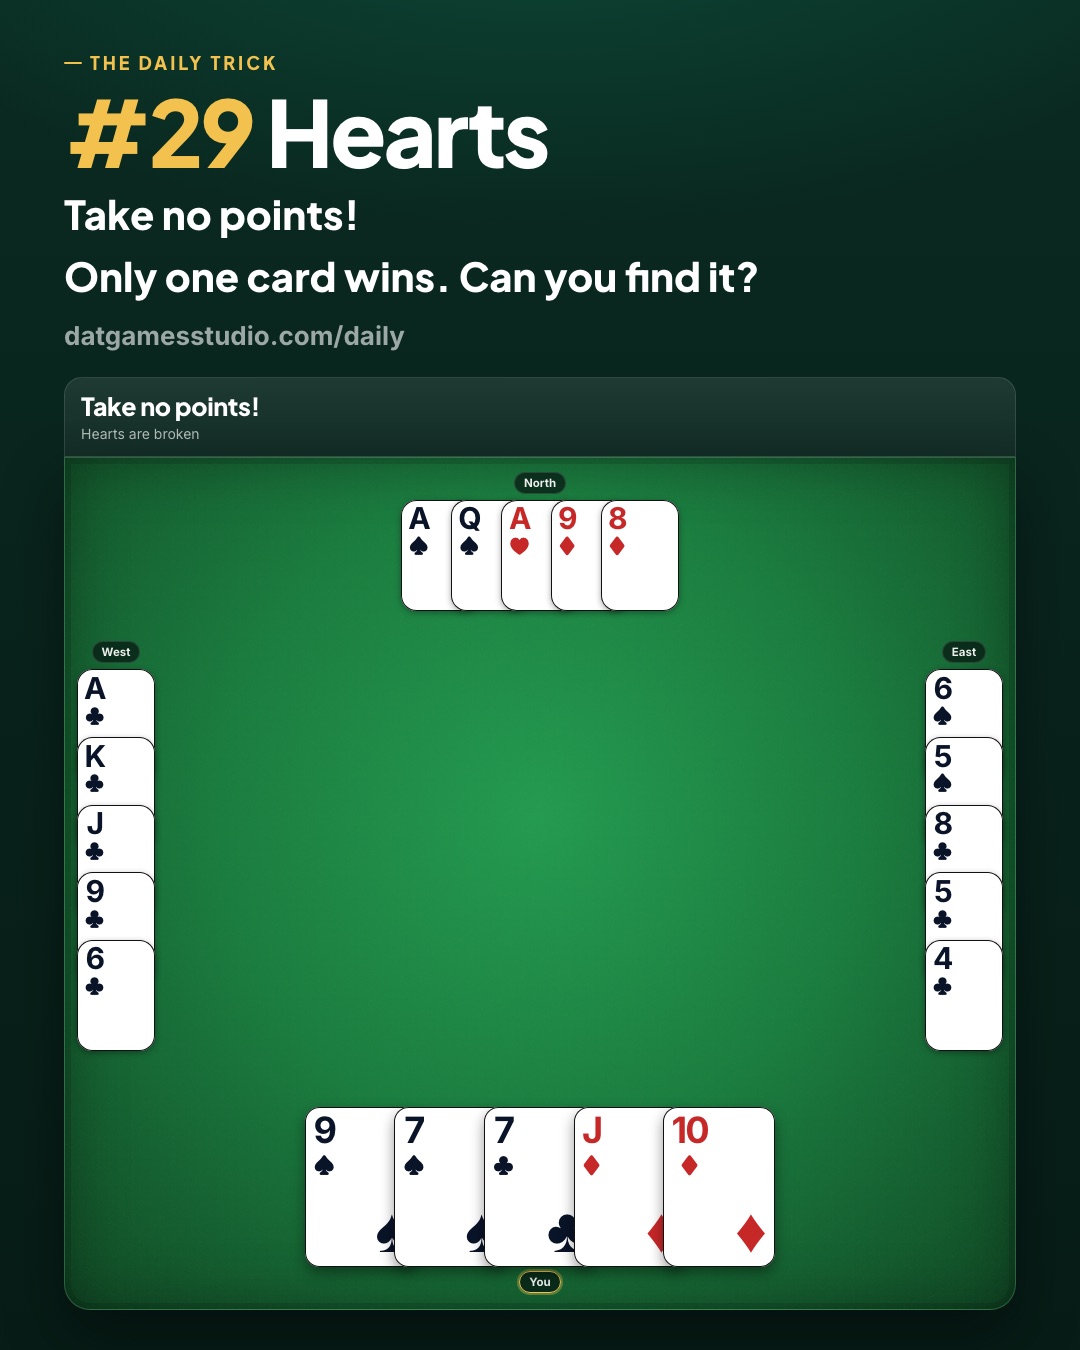 — THE DAILY TRICK
#29 Hearts
Take no points!
Only one card wins. Can you find it?
datgamesstudio.com/daily
Take no points!
Hearts are broken
North
A Q A 9 8
West
East
A
K
J
9
6
6
5
8
5
4
9 7 7 J 10
You